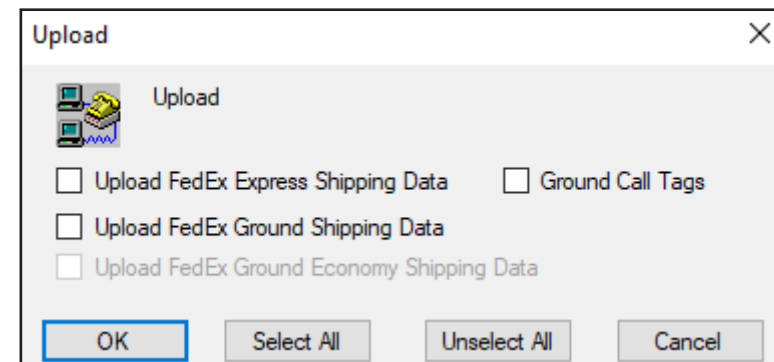 Upload
Upload
Upload FedEx Express Shipping Data Ground Call Tags
Upload FedEx Ground Shipping Data
Upload FedEx Ground Economy Shipping Data
OK Select All Unselect All Cancel